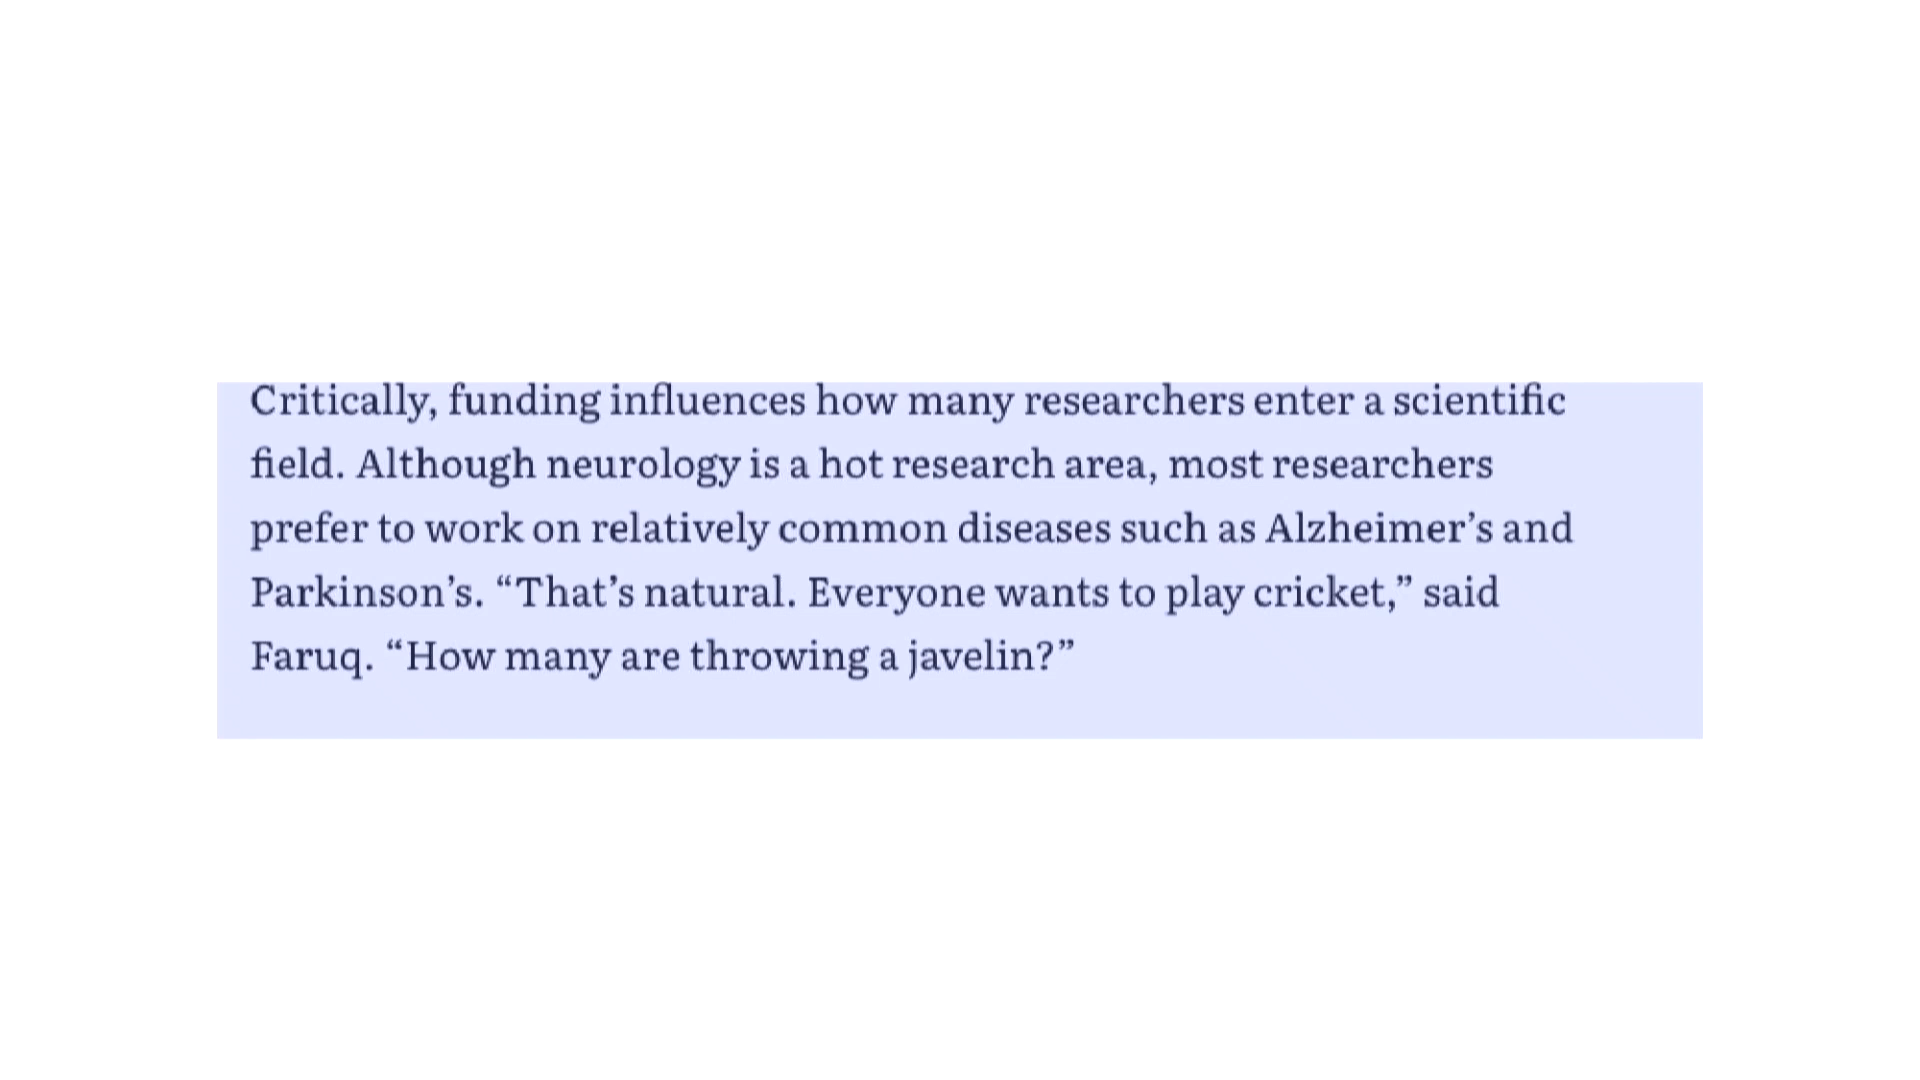 Critically, funding influences how many researchers enter a scientific
field. Although neurology is a hot research area, most researchers
prefer to work on relatively common diseases such as Alzheimer’s and
Parkinson’s. “That’s natural. Everyone wants to play cricket,” said
Faruq. “How many are throwing a javelin?”